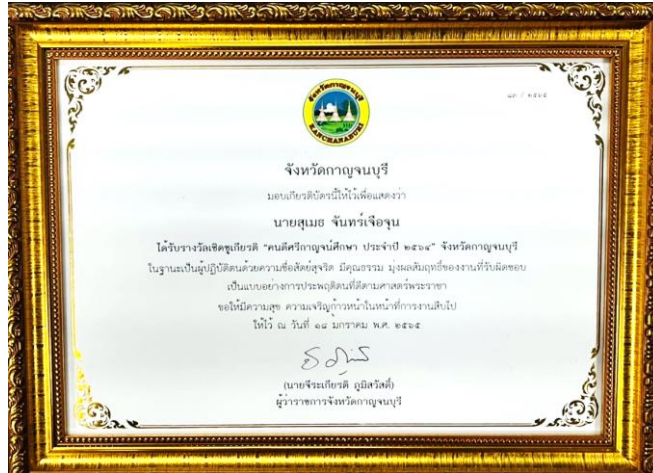 ๘๓ / ๒๕๖๕
จังหวัดกาญจนบุรี
KANCHANABURI
จังหวัดกาญจนบุรี
มอบเกียรติบัตรนี้ให้ไว้เพื่อแสดงว่า
นายสุเมธ จันทร์เจือจุน
ได้รับรางวัลเชิดชูเกียรติ "คนดีศรีกาญจน์ศึกษา ประจำปี ๒๕๖๔" จังหวัดกาญจนบุรี
ในฐานะเป็นผู้ปฏิบัติตนด้วยความซื่อสัตย์สุจริต มีคุณธรรม มุ่งผลสัมฤทธิ์ของงานที่รับผิดชอบ
เป็นแบบอย่างการประพฤติตนที่ดีตามศาสตร์พระราชา
ขอให้มีความสุข ความเจริญก้าวหน้าในหน้าที่การงานสืบไป
ให้ไว้ ณ วันที่ ๑๘ มกราคม พ.ศ. ๒๕๖๕
(นายจีระเกียรติ ภูมิสวัสดิ์)
ผู้ว่าราชการจังหวัดกาญจนบุรี